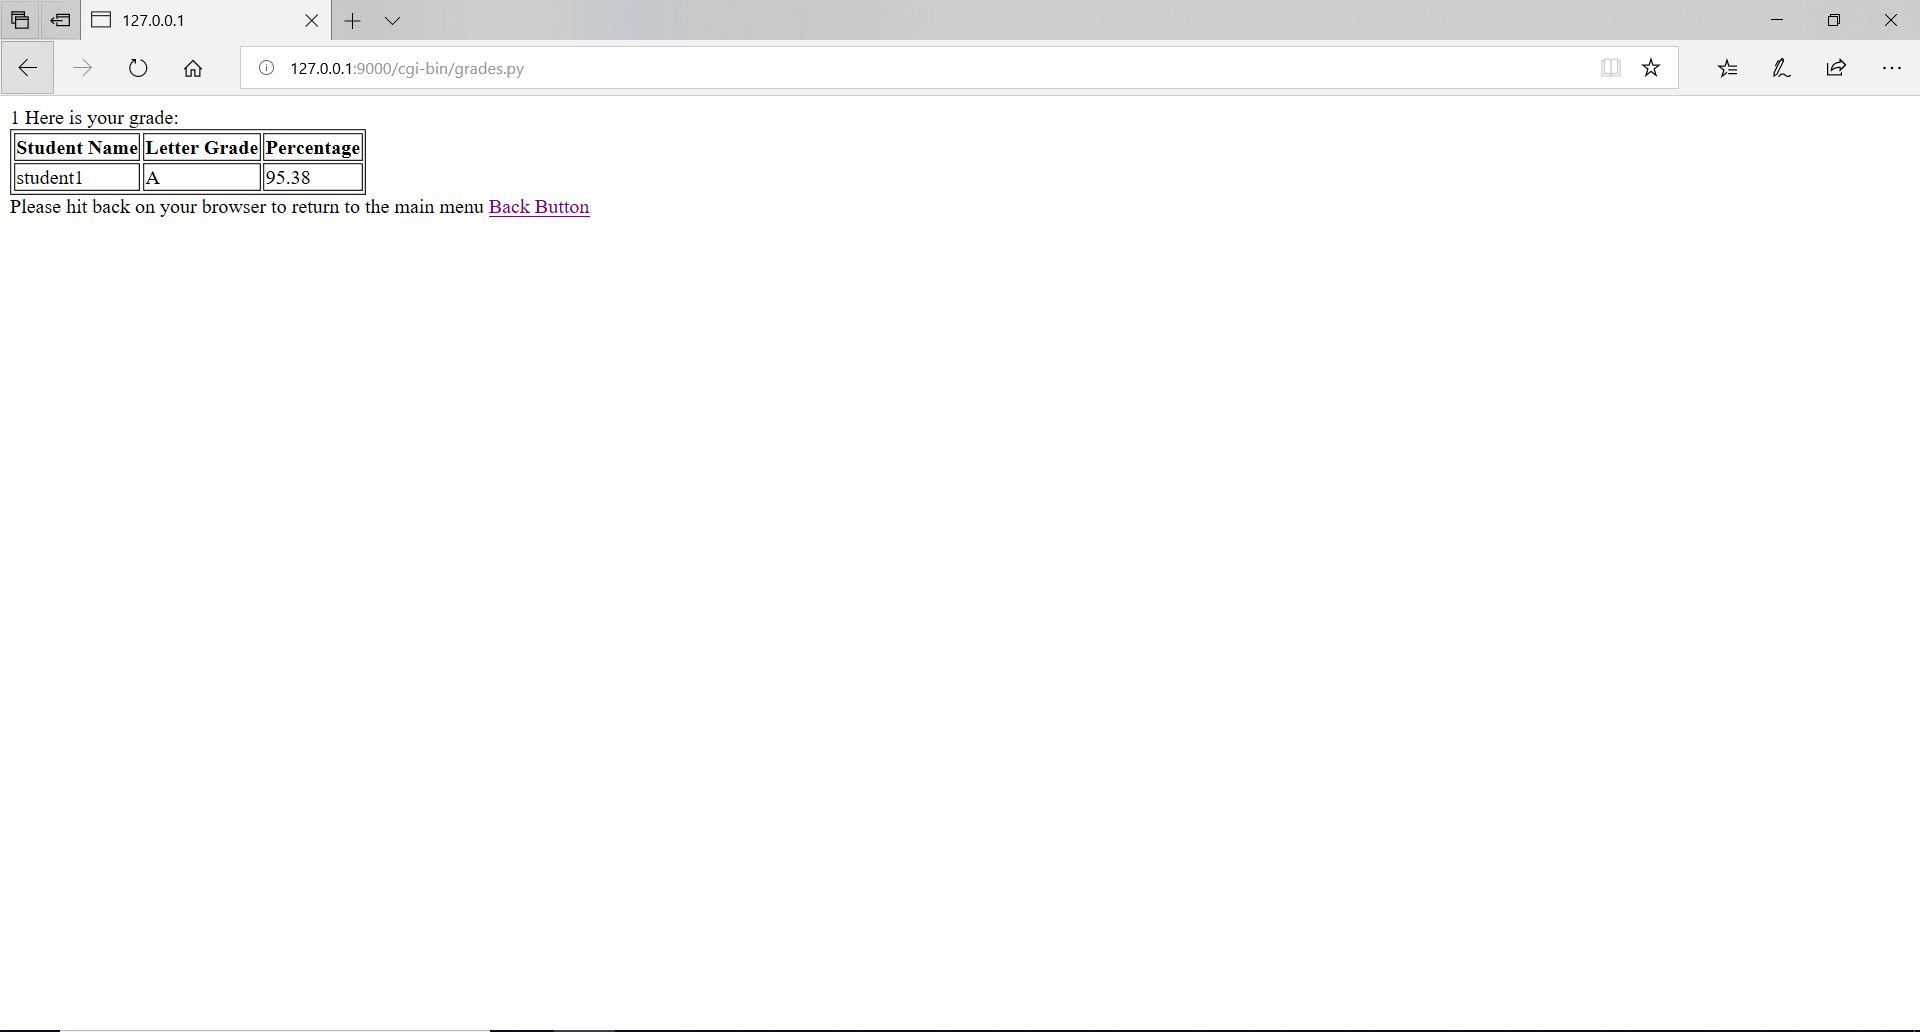 127.0.0.1
127.0.0.1:9000/cgi-bin/grades.py
1 Here is your grade:
Student Name Letter Grade Percentage
student1 A 95.38
Please hit back on your browser to return to the main menu Back Button